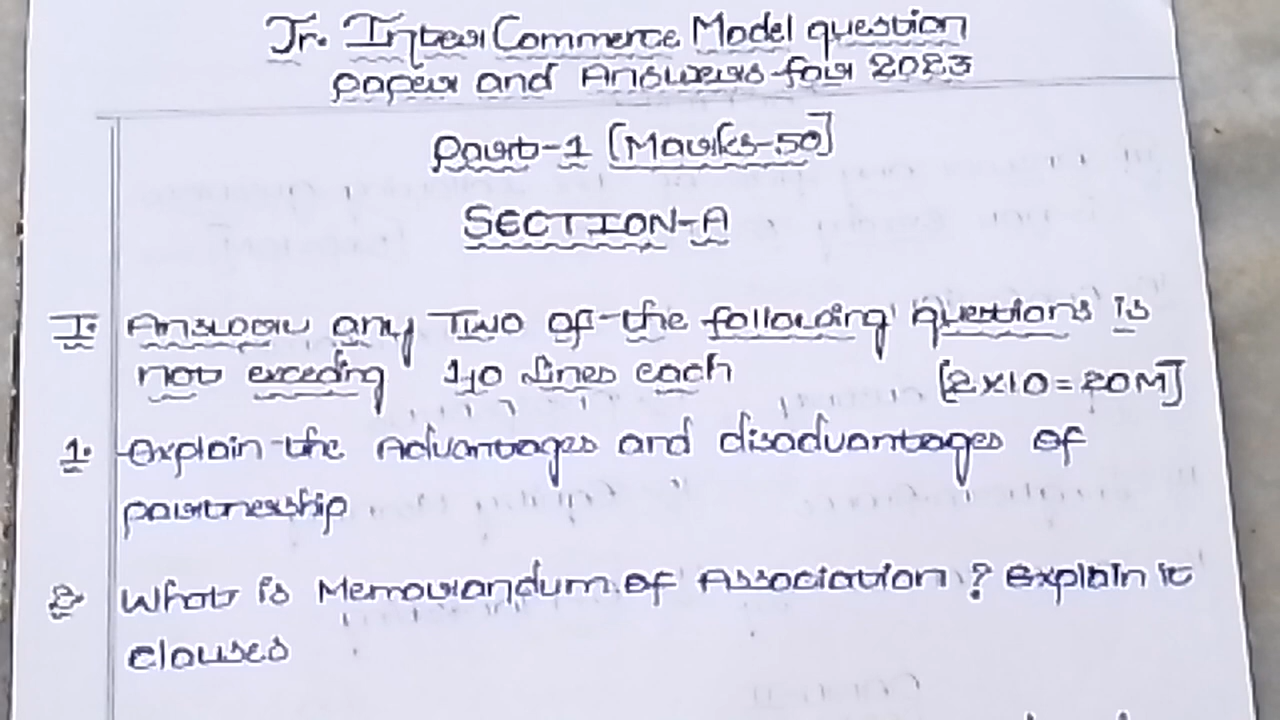 Jr. Inter Commerce Model question
paper and Answers for 2023
Part-1 [Marks-50]
SECTION-A
I. Answer any Two of the following questions is
not exceding 40 lines each [2x10=20M]
1. Explain the Advantages and disadvantages of
partnership
2 What is Memorandum of Association? Explain it
clauses